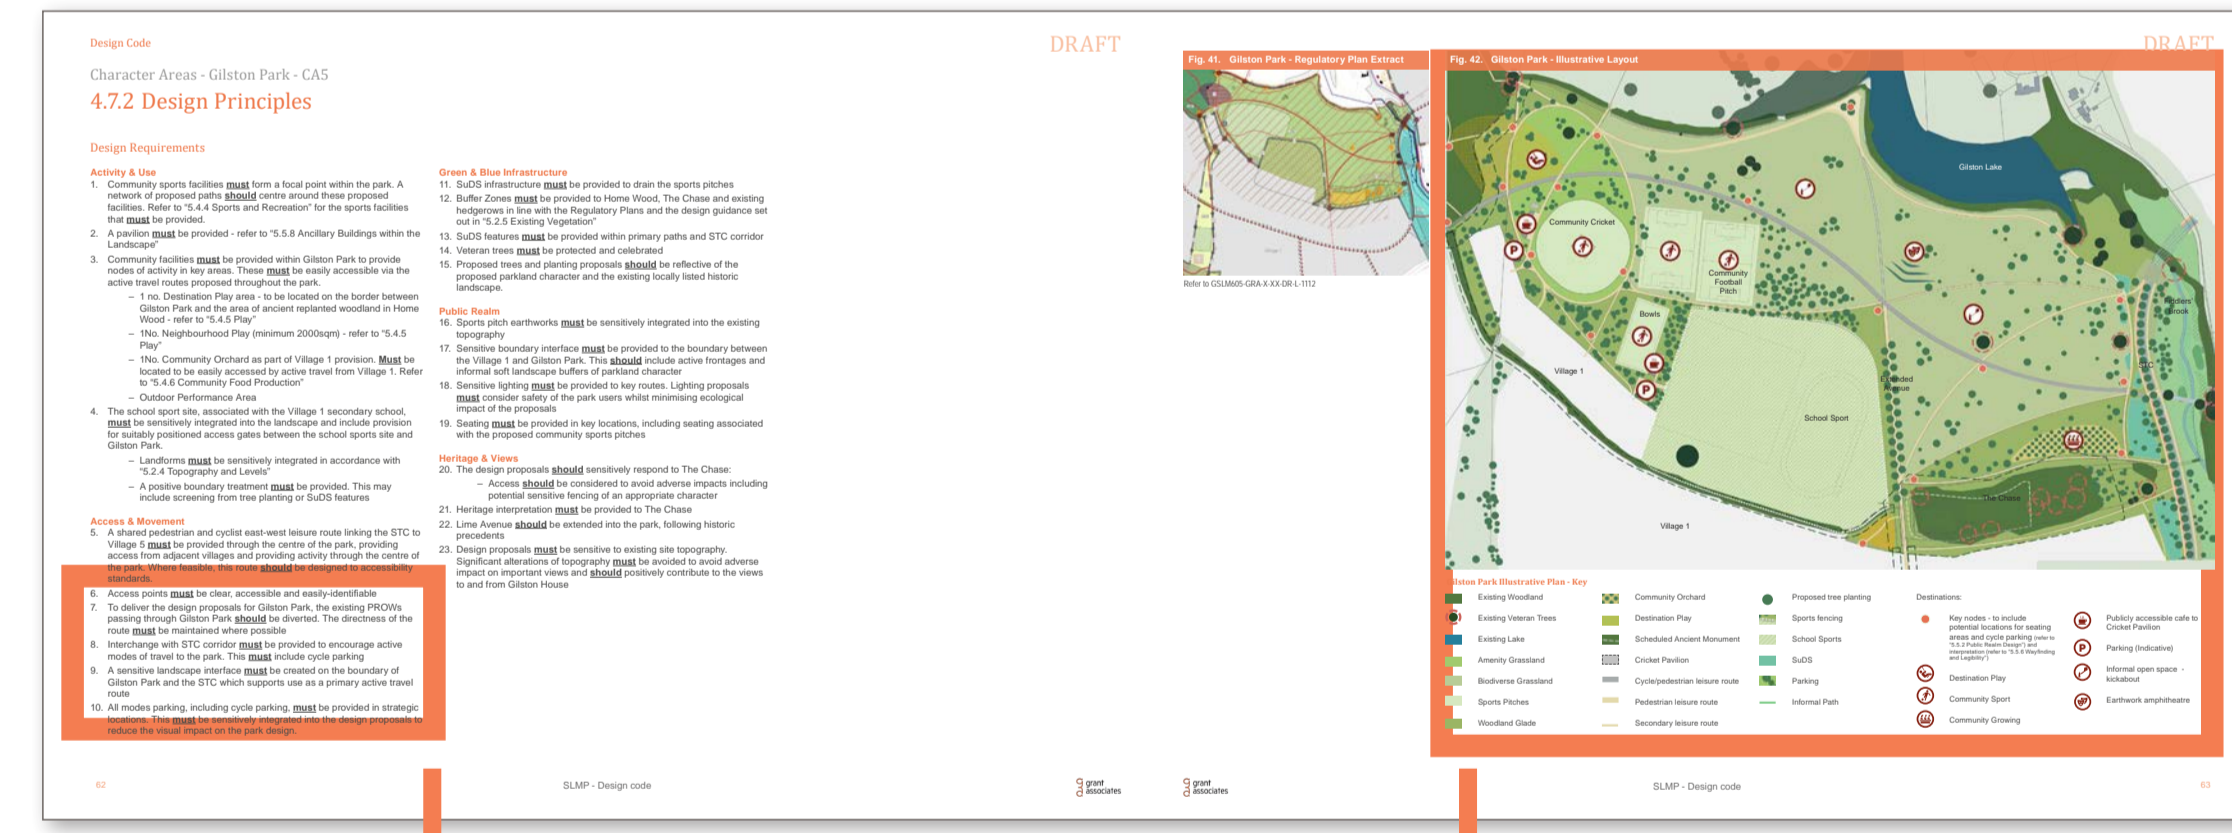 Design Code
DRAFT
Character Areas - Gilston Park - CA5
4.7.2 Design Principles
Design Requirements
Activity & Use
1. Community sports facilities must form a focal point within the park. A
network of proposed paths should centre around these proposed
facilities. Refer to "5.4.4 Sports and Recreation" for the sports facilities
that must be provided.
2. A pavilion must be provided - refer to "5.5.8 Ancillary Buildings within the
Landscape"
3. Community facilities must be provided within Gilston Park to provide
nodes of activity in key areas. These must be easily accessible via the
active travel routes proposed throughout the park.
– 1 no. Destination Play area - to be located on the border between
Gilston Park and the area of ancient replanted woodland in Home
Wood - refer to "5.4.5 Play"
– 1No. Neighbourhood Play (minimum 2000sqm) - refer to "5.4.5
Play"
– 1No. Community Orchard as part of Village 1 provision. Must be
located to be easily accessed by active travel from Village 1. Refer
to "5.4.6 Community Food Production"
– Outdoor Performance Area
4. The school sport site, associated with the Village 1 secondary school,
must be sensitively integrated into the landscape and include provision
for suitably positioned access gates between the school sports site and
Gilston Park.
– Landforms must be sensitively integrated in accordance with
"5.2.4 Topography and Levels"
– A positive boundary treatment must be provided. This may
include screening from tree planting or SuDS features
Access & Movement
5. A shared pedestrian and cyclist east-west leisure route linking the STC to
Village 5 must be provided through the centre of the park, providing
access from adjacent villages and providing activity through the centre of
the park. Where feasible, this route should be designed to accessibility
standards.
6. Access points must be clear, accessible and easily-identifiable
7. To deliver the design proposals for Gilston Park, the existing PROWs
passing through Gilston Park should be diverted. The directness of the
route must be maintained where possible
8. Interchange with STC corridor must be provided to encourage active
modes of travel to the park. This must include cycle parking
9. A sensitive landscape interface must be created on the boundary of
Gilston Park and the STC which supports use as a primary active travel
route
10. All modes parking, including cycle parking, must be provided in strategic
locations. This must be sensitively integrated into the design proposals to
reduce the visual impact on the park design.
Green & Blue Infrastructure
11. SuDS infrastructure must be provided to drain the sports pitches
12. Buffer Zones must be provided to Home Wood, The Chase and existing
hedgerows in line with the Regulatory Plans and the design guidance set
out in "5.2.5 Existing Vegetation"
13. SuDS features must be provided within primary paths and STC corridor
14. Veteran trees must be protected and celebrated
15. Proposed trees and planting proposals should be reflective of the
proposed parkland character and the existing locally listed historic
landscape.
Public Realm
16. Sports pitch earthworks must be sensitively integrated into the existing
topography
17. Sensitive boundary interface must be provided to the boundary between
the Village 1 and Gilston Park. This should include active frontages and
informal soft landscape buffers of parkland character
18. Sensitive lighting must be provided to key routes. Lighting proposals
must consider safety of the park users whilst minimising ecological
impact of the proposals
19. Seating must be provided in key locations, including seating associated
with the proposed community sports pitches
Heritage & Views
20. The design proposals should sensitively respond to The Chase:
– Access should be considered to avoid adverse impacts including
potential sensitive fencing of an appropriate character
21. Heritage interpretation must be provided to The Chase
22. Lime Avenue should be extended into the park, following historic
precedents
23. Design proposals must be sensitive to existing site topography.
Significant alterations of topography must be avoided to avoid adverse
impact on important views and should positively contribute to the views
to and from Gilston House
62
SLMP - Design code
grant
associates
DRAFT
Fig. 41. Gilston Park - Regulatory Plan Extract
Refer to GSLM605-GRA-X-XX-DR-L-1112
Fig. 42. Gilston Park - Illustrative Layout
Gilston Lake
Community Cricket
P
Community
Football
Pitch
Bowls
P
Village 1
Fiddlers'
Brook
STC
Extended
Avenue
School Sport
The Chase
Village 1
Gilston Park Illustrative Plan - Key
Existing Woodland
Existing Veteran Trees
Existing Lake
Amenity Grassland
Biodiverse Grassland
Sports Pitches
Woodland Glade
Community Orchard
Destination Play
Scheduled Ancient Monument
Cricket Pavilion
Cycle/pedestrian leisure route
Pedestrian leisure route
Secondary leisure route
Proposed tree planting
Sports fencing
School Sports
SuDS
Parking
Informal Path
Destinations:
Key nodes - to include
potential locations for seating
areas and cycle parking (refer to
"5.5.2 Public Realm Design") and
interpretation (refer to "5.5.6 Wayfinding
and Legibility")
Destination Play
Community Sport
Community Growing
Publicly accessible cafe to
Cricket Pavilion
P
Parking (Indicative)
Informal open space -
kickabout
Earthwork amphitheatre
grant
associates
SLMP - Design code
63